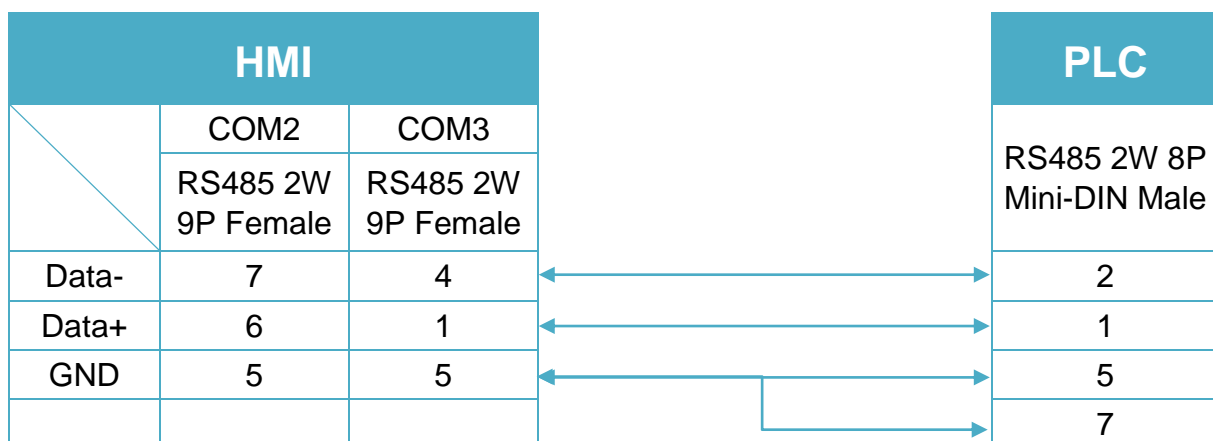 HMI PLC
COM2 COM3
RS485 2W 8P
Mini-DIN Male
RS485 2W RS485 2W
9P Female 9P Female
Data- 7 4 2
Data+ 6 1 1
GND 5 5 5
7